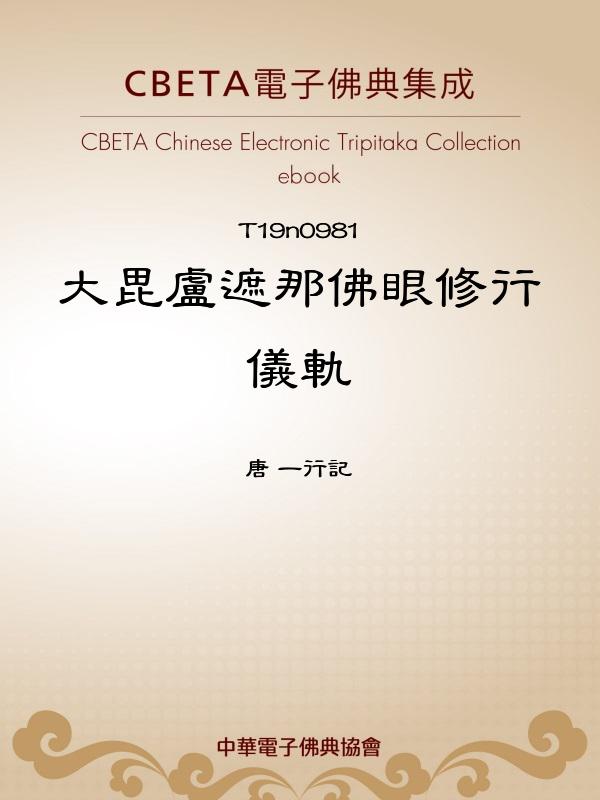 CBETA電子佛典集成
CBETA Chinese Electronic Tripitaka Collection
ebook
T19n0981
大毘盧遮那佛眼修行
儀軌
唐 一行記
中華電子佛典協會